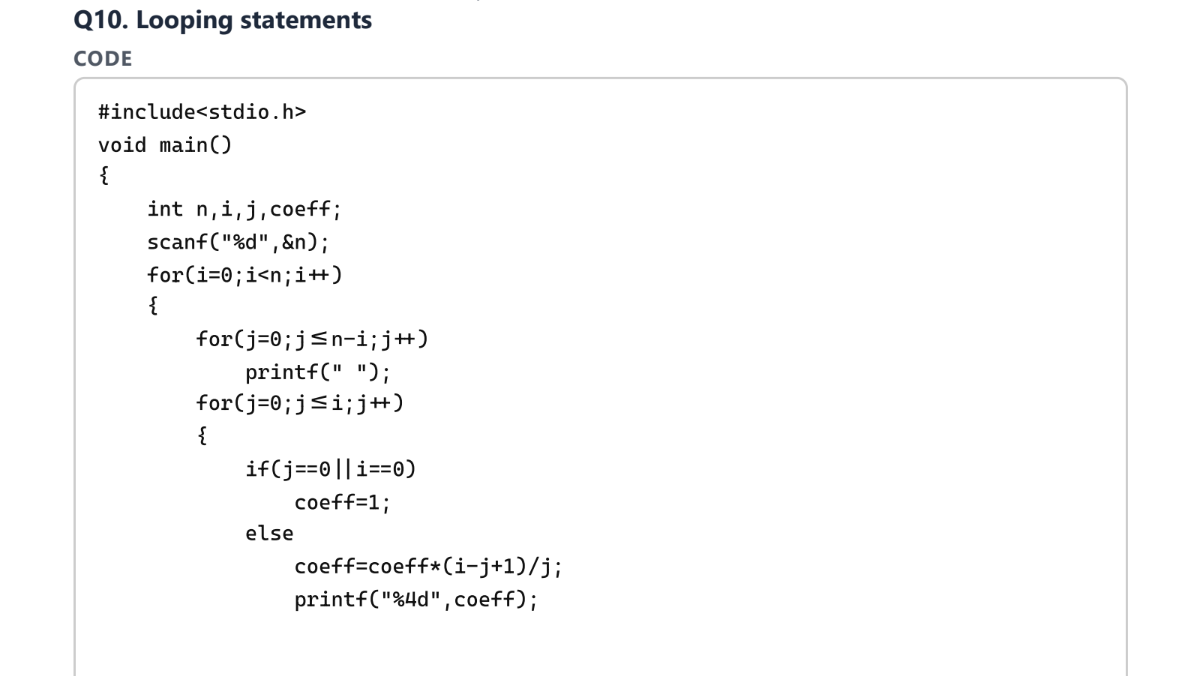 Q10. Looping statements
CODE
#include<stdio.h>
void main()
{
    int n,i,j,coeff;
    scanf("%d",&n);
    for(i=0;i<n;i++)
    {
        for(j=0;j<=n-i;j++)
            printf(" ");
        for(j=0;j<=i;j++)
        {
            if(j==0||i==0)
                coeff=1;
            else
                coeff=coeff*(i-j+1)/j;
                printf("%4d",coeff);